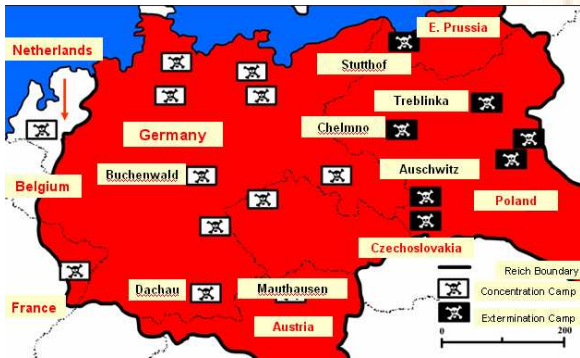 E. Prussia
Netherlands
Stutthof
Treblinka
Germany
Chelmno
Buchenwald
Auschwitz
Belgium
Poland
Czechoslovakia
Reich Boundary
Dachau
Mauthausen
Concentration Camp
France
Austria
Extermination Camp
0 200